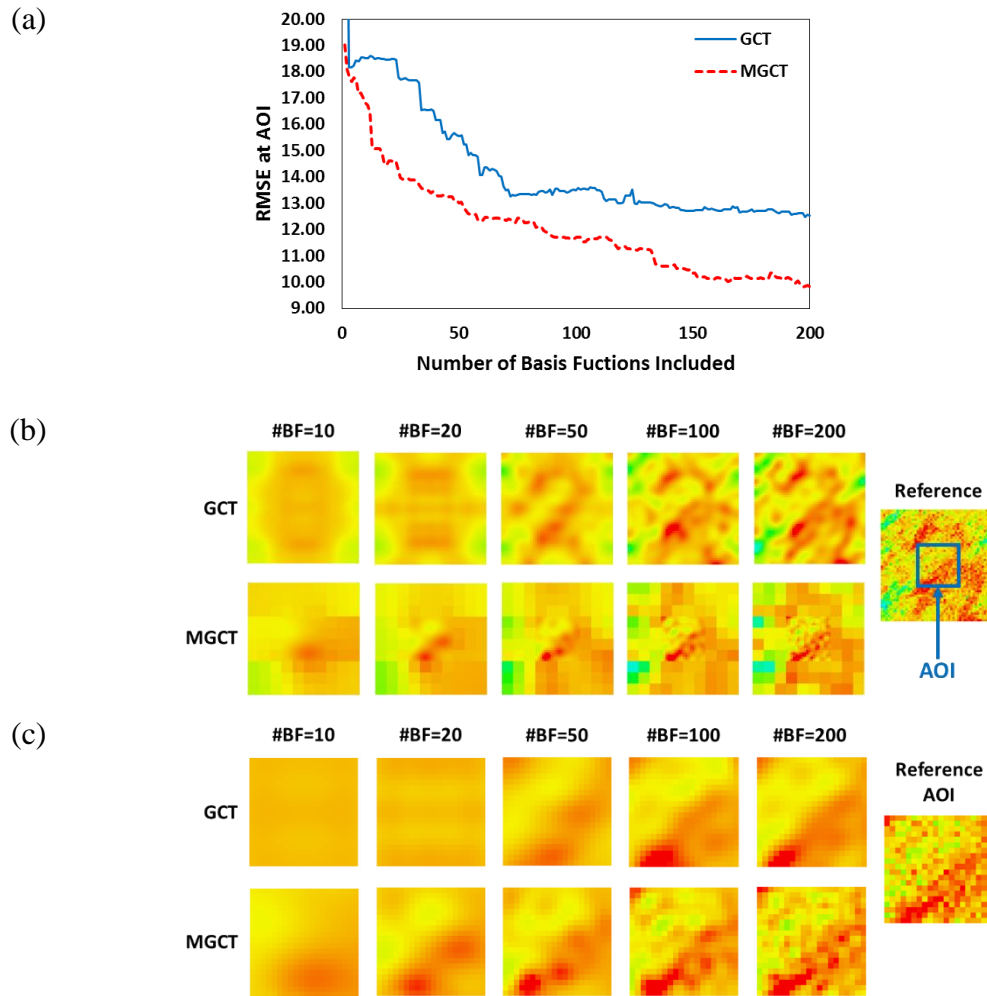 (a)
20.00
19.00
18.00
17.00
16.00
15.00
14.00
13.00
12.00
11.00
10.00
9.00
RMSE at AOI
GCT
MGCT
0 50 100 150 200
Number of Basis Fuctions Included
(b)
#BF=10 #BF=20 #BF=50 #BF=100 #BF=200
GCT
Reference
MGCT
AOI
(c)
#BF=10 #BF=20 #BF=50 #BF=100 #BF=200
GCT
Reference
AOI
MGCT